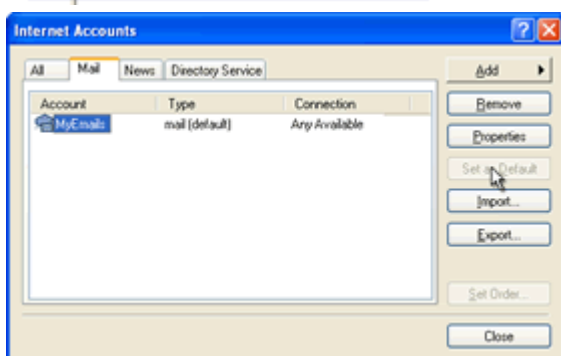 Internet Accounts
All Mail News Directory Service
Add
Account Type Connection
Remove
MyEmails mail (default) Any Available
Properties
Set as Default
Import...
Export...
Set Order...
Close